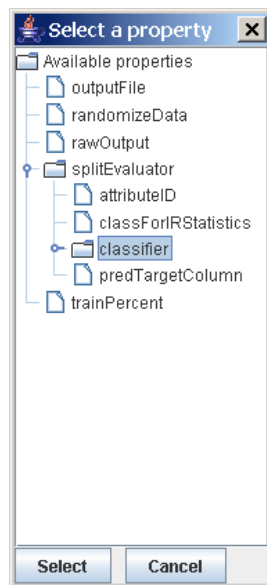 Select a property
Available properties
outputFile
randomizeData
rawOutput
splitEvaluator
attributeID
classForIRStatistics
classifier
predTargetColumn
trainPercent
Select Cancel